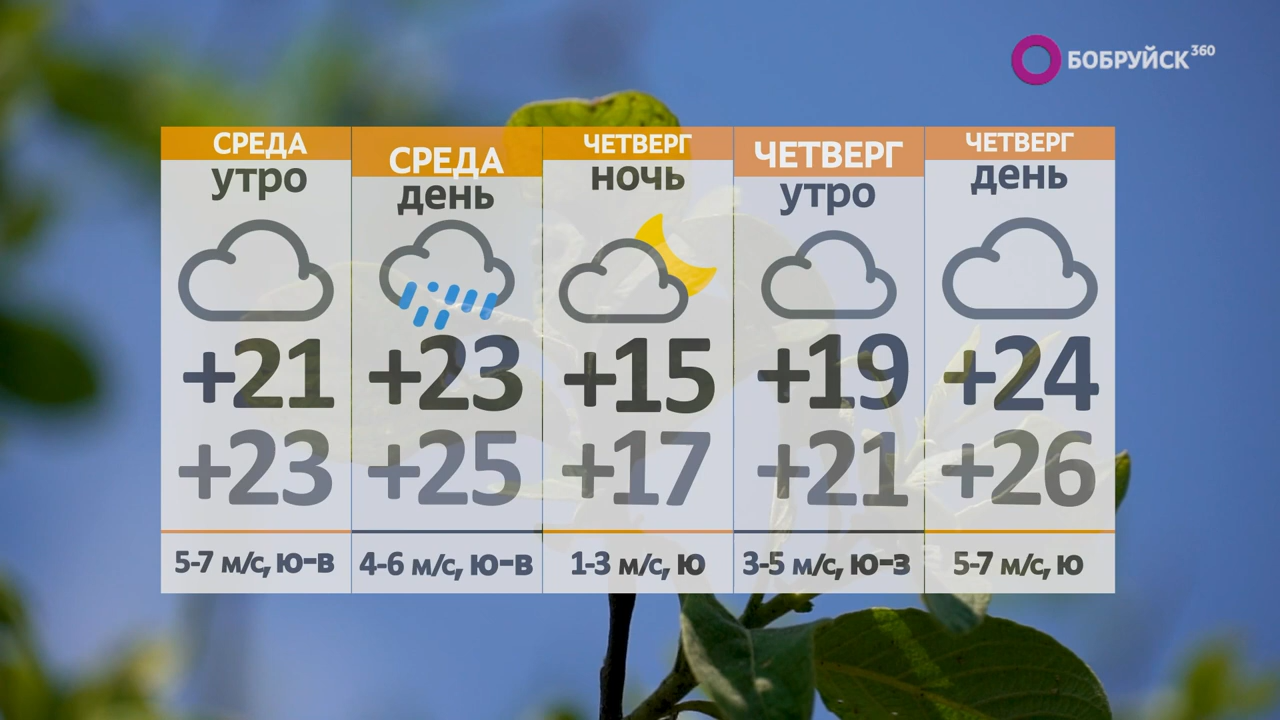 БОБРУЙСК360
СРЕДА
утро
+21
+23
5-7 м/с, ю-в
СРЕДА
день
+23
+25
4-6 м/с, ю-в
ЧЕТВЕРГ
ночь
+15
+17
1-3 м/с, ю
ЧЕТВЕРГ
утро
+19
+21
3-5 м/с, ю-з
ЧЕТВЕРГ
день
+24
+26
5-7 м/с, ю